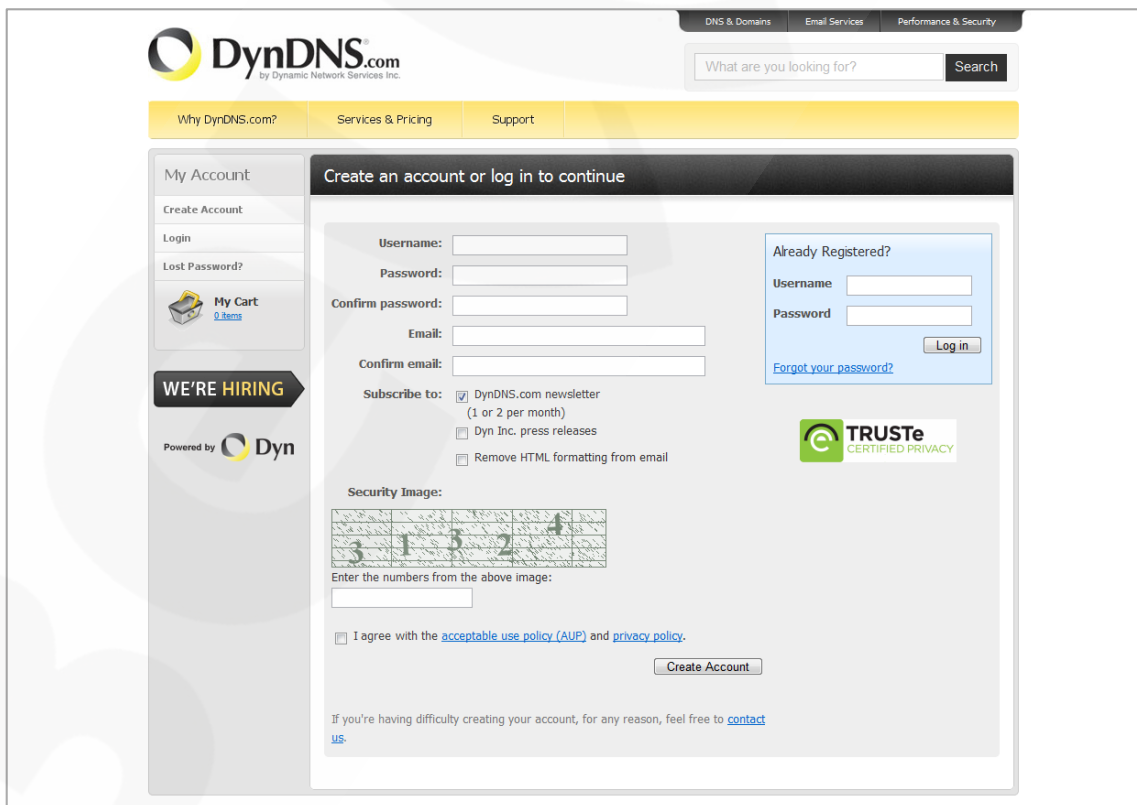 DNS & Domains
Email Services
Performance & Security
DynDNS.com
by Dynamic Network Services Inc.
What are you looking for?
Search
Why DynDNS.com?
Services & Pricing
Support
My Account
Create Account
Login
Lost Password?
My Cart
0 items
WE'RE HIRING
Powered by Dyn
Create an account or log in to continue
Username:
Password:
Confirm password:
Email:
Confirm email:
Subscribe to:
DynDNS.com newsletter
(1 or 2 per month)
Dyn Inc. press releases
Remove HTML formatting from email
Security Image:
3 1 3 2 4
Enter the numbers from the above image:
I agree with the acceptable use policy (AUP) and privacy policy.
Create Account
If you're having difficulty creating your account, for any reason, feel free to contact
us.
Already Registered?
Username
Password
Log in
Forgot your password?
TRUSTe
CERTIFIED PRIVACY